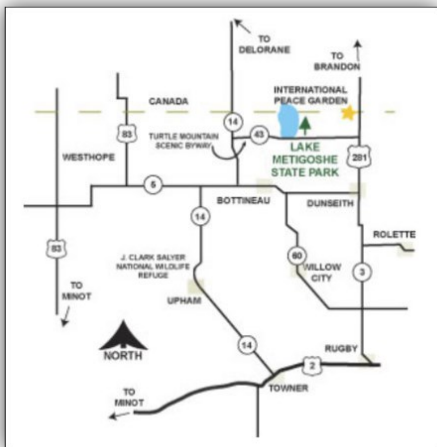 TO
DELORANE
TO
BRANDON
INTERNATIONAL
PEACE GARDEN
CANADA
83
14
TURTLE MOUNTAIN
SCENIC BYWAY
43
LAKE
METIGOSHE
STATE PARK
281
WESTHOPE
5
BOTTINEAU
DUNSEITH
14
ROLETTE
83
J. CLARK SALYER
NATIONAL WILDLIFE
REFUGE
60
WILLOW
CITY
3
TO
MINOT
UPHAM
NORTH
14
RUGBY
2
TO
MINOT
TOWNER